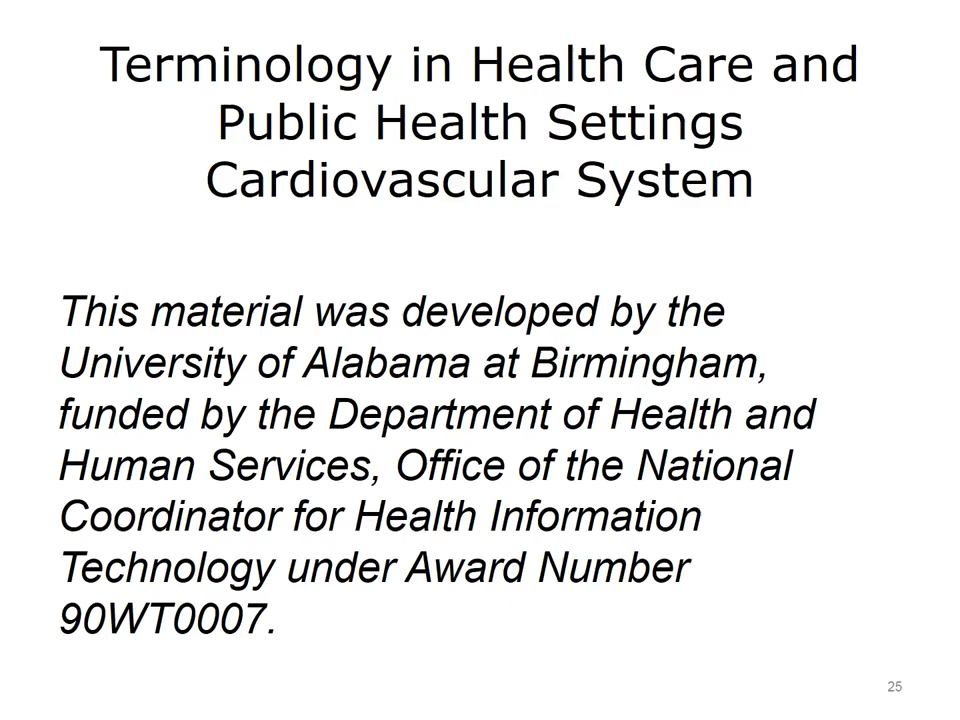 Terminology in Health Care and
Public Health Settings
Cardiovascular System
This material was developed by the
University of Alabama at Birmingham,
funded by the Department of Health and
Human Services, Office of the National
Coordinator for Health Information
Technology under Award Number
90WT0007.
25